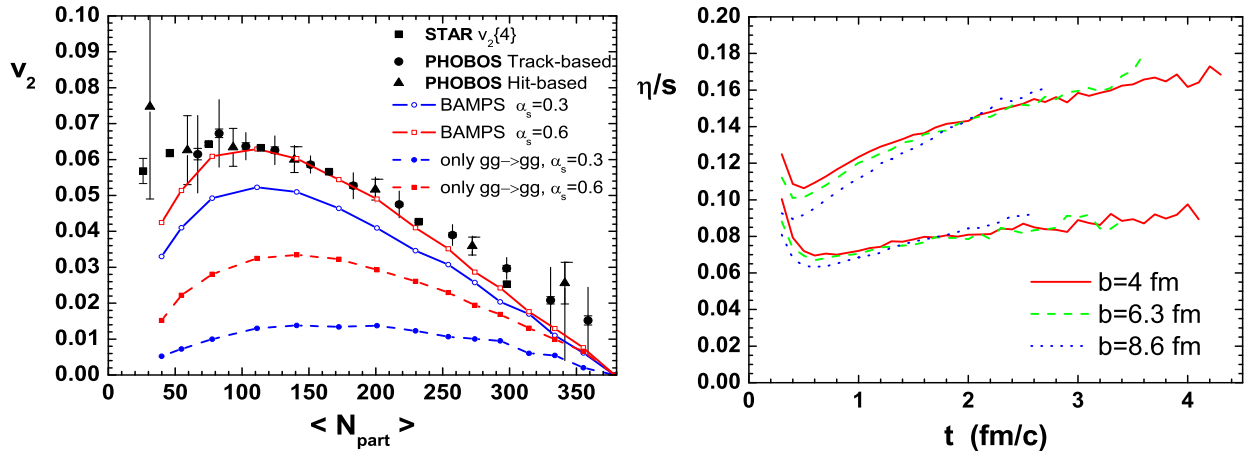 0.10
0.09
0.08
0.07
0.06
0.05
0.04
0.03
0.02
0.01
0.00
v2
STAR v2{4}
PHOBOS Track-based
PHOBOS Hit-based
BAMPS αs=0.3
BAMPS αs=0.6
only gg->gg, αs=0.3
only gg->gg, αs=0.6
0 50 100 150 200 250 300 350
< Npart >
0.20
0.18
0.16
0.14
0.12
0.10
0.08
0.06
0.04
0.02
0.00
η/s
b=4 fm
b=6.3 fm
b=8.6 fm
0 1 2 3 4
t (fm/c)